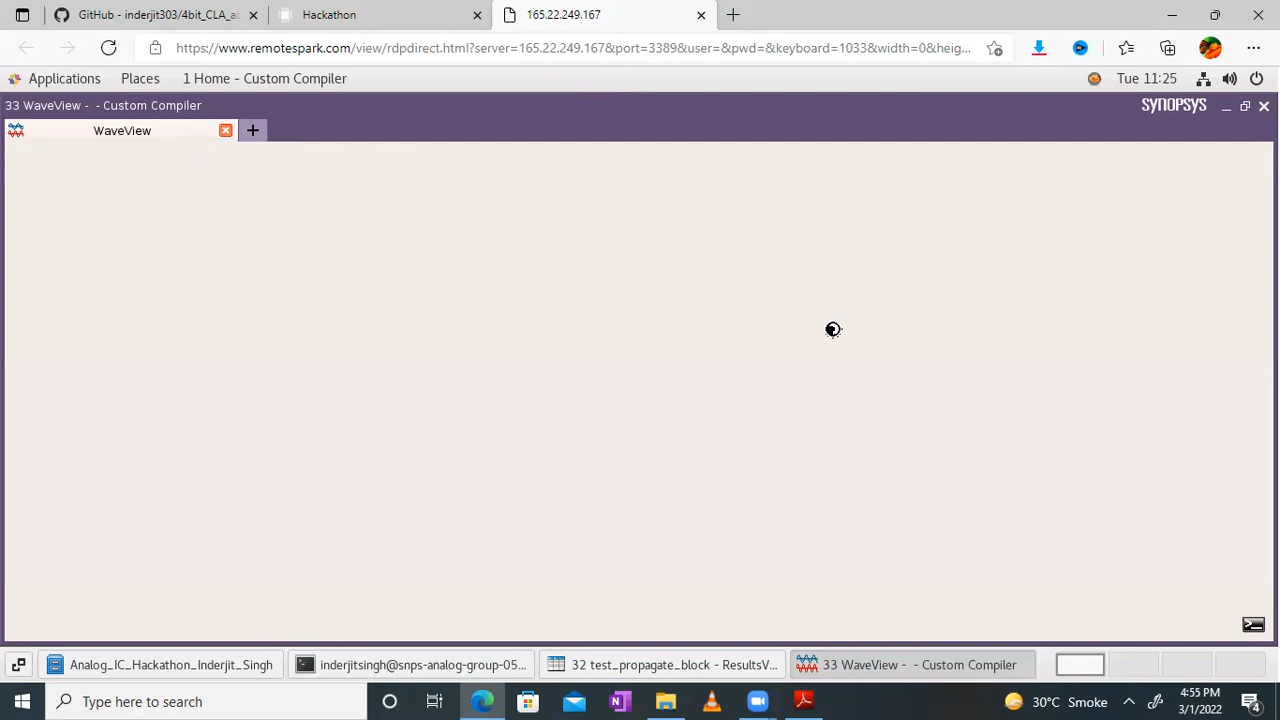 GitHub - inderjit303/4bit_CLA_ac
Hackathon
165.22.249.167
https://www.remotespark.com/view/rdpdirect.html?server=165.22.249.167&port=3389&user=&pwd=&keyboard=1033&width=0&heig...
Applications
Places
1 Home - Custom Compiler
Tue 11:25
33 WaveView - - Custom Compiler
SYNOPSYS
WaveView
Analog_IC_Hackathon_Inderjit_Singh
inderjitsingh@snps-analog-group-05...
32 test_propagate_block - ResultsV...
33 WaveView - - Custom Compiler
Type here to search
30°C Smoke
4:55 PM
3/1/2022
4